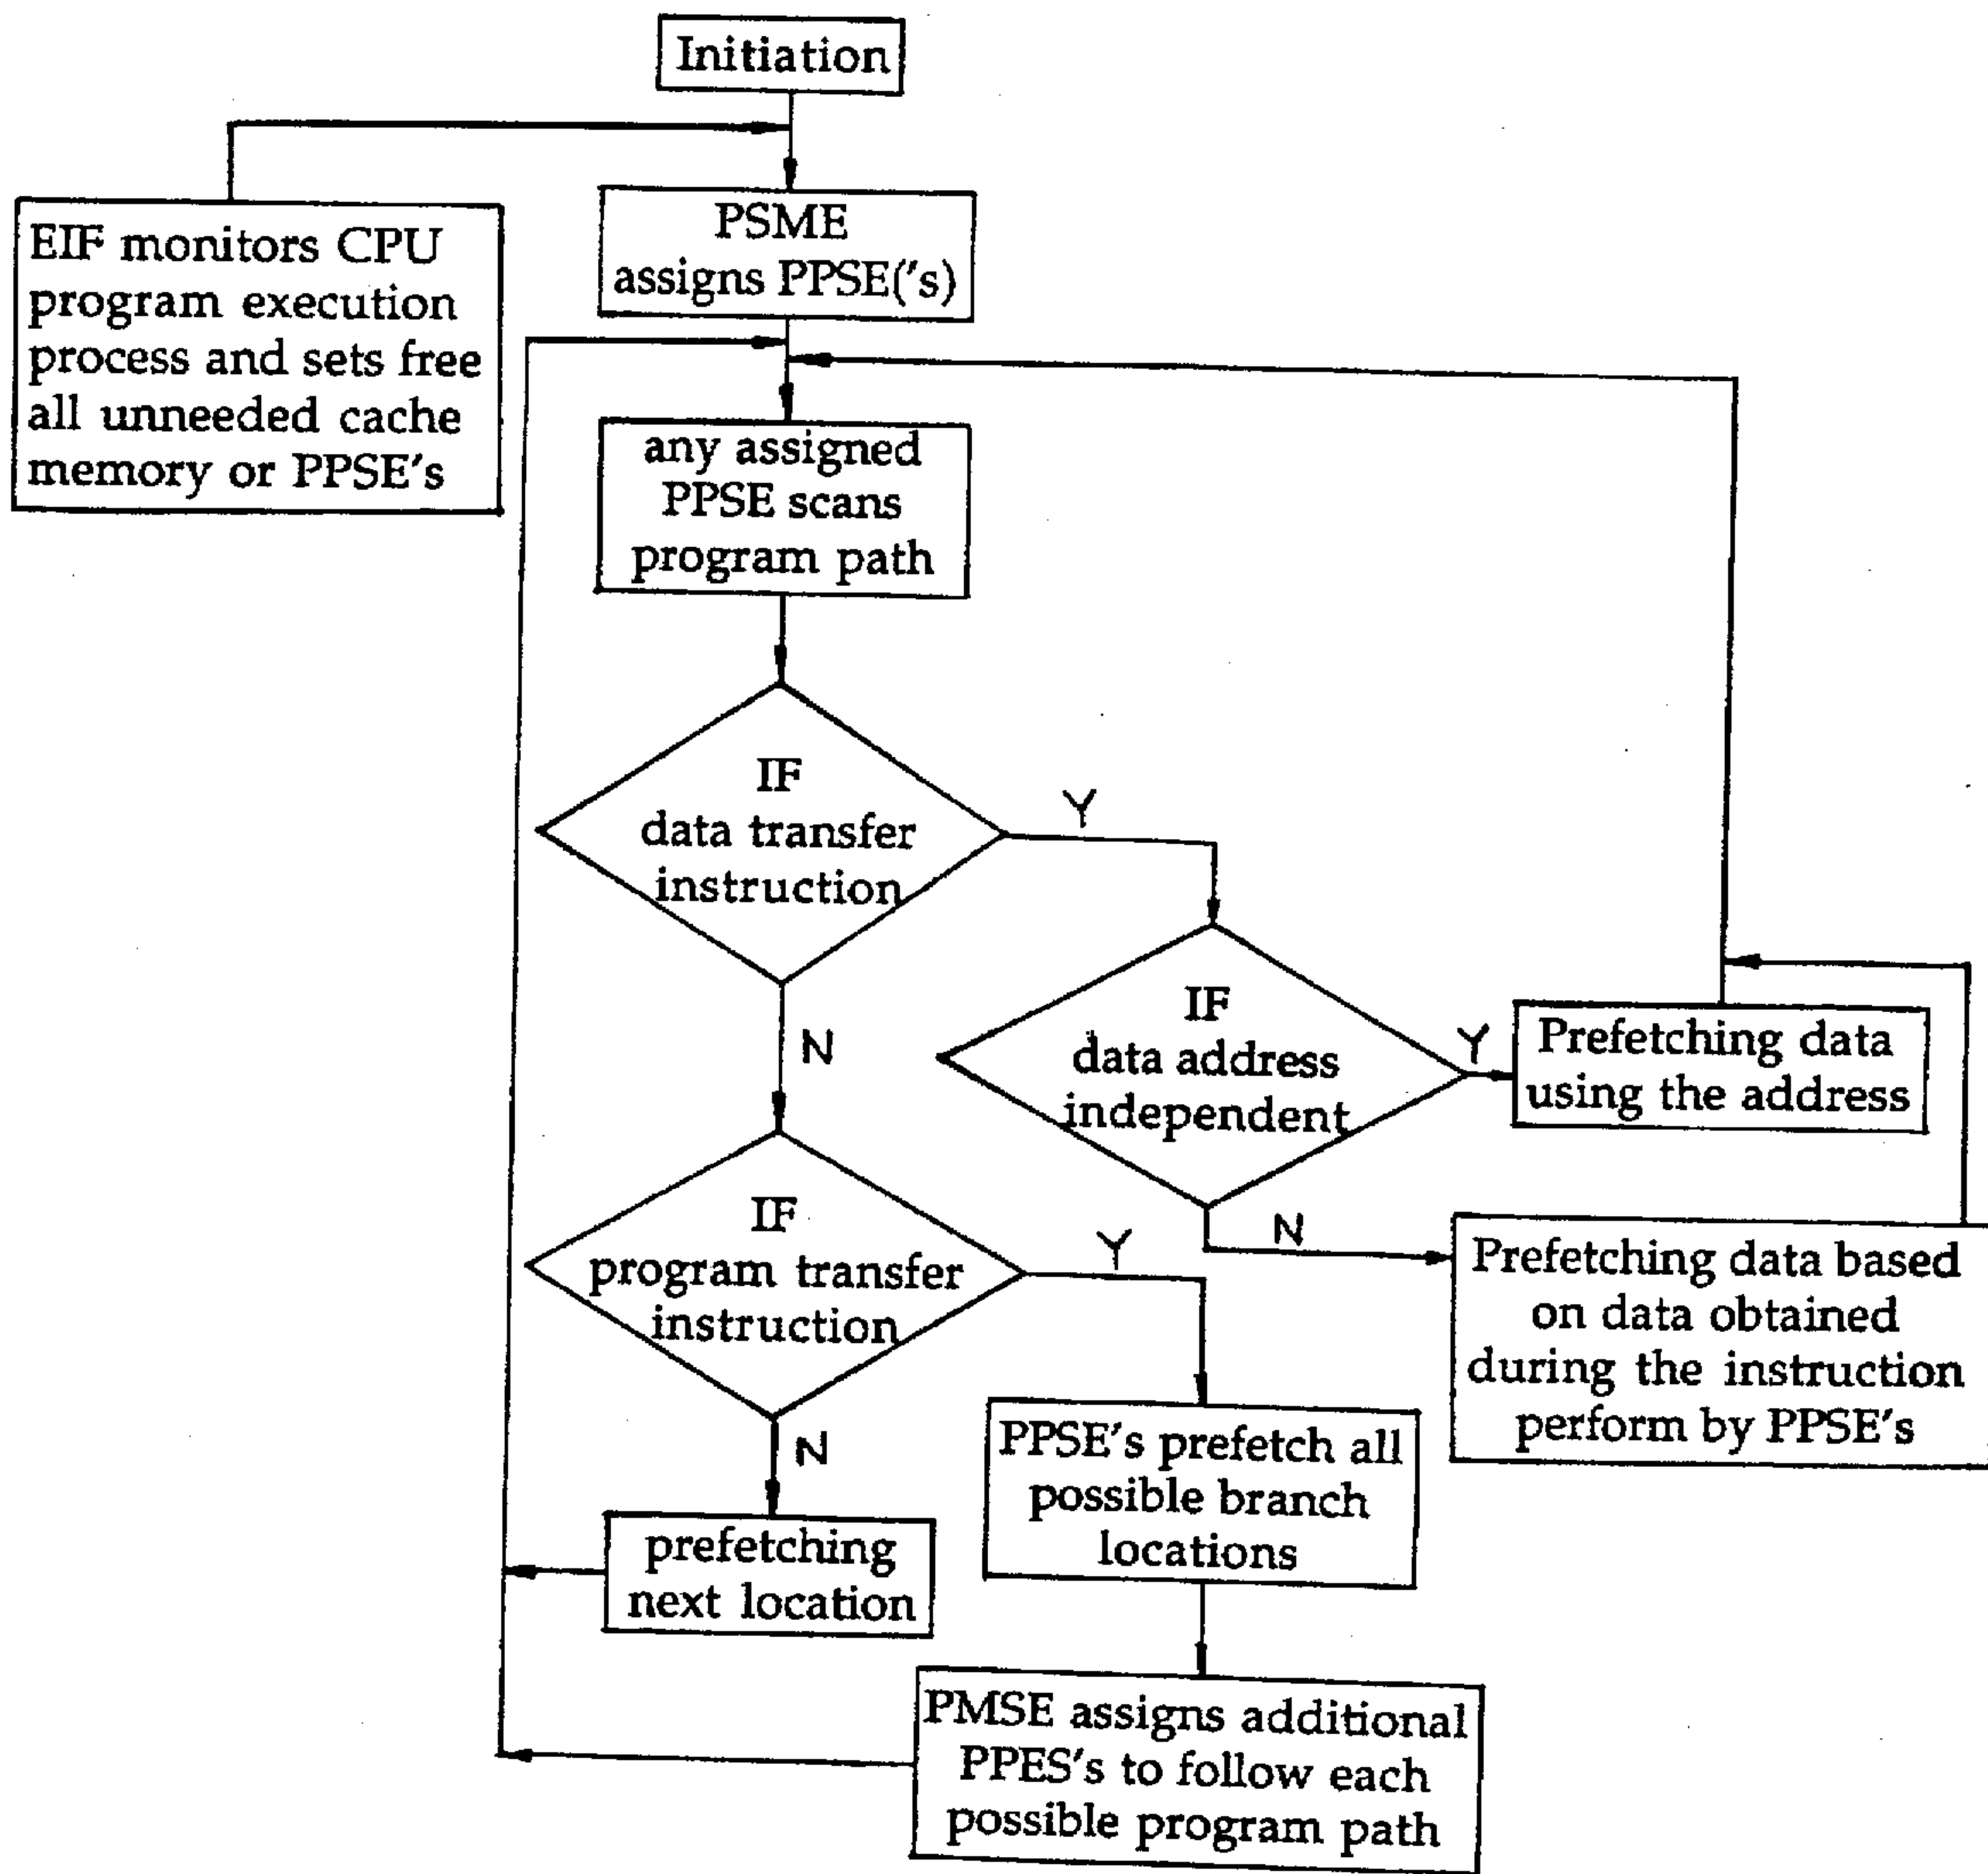 Initiation
PSME
assigns PPSE('s)
EIF monitors CPU
program execution
process and sets free
all unneeded cache
memory or PPSE's
any assigned
PPSE scans
program path
IF
data transfer
instruction
Y
N
IF
data address
independent
Y
Prefetching data
using the address
N
Prefetching data based
on data obtained
during the instruction
perform by PPSE's
IF
program transfer
instruction
Y
N
PPSE's prefetch all
possible branch
locations
prefetching
next location
PMSE assigns additional
PPES's to follow each
possible program path